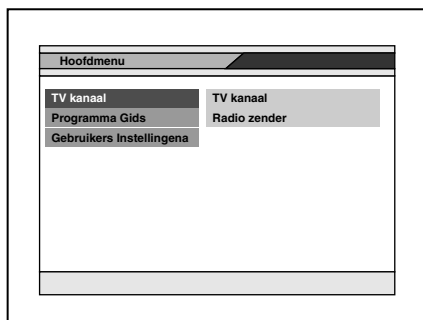 Hoofdmenu
TV kanaal
Programma Gids
Gebruikers Instellingena
TV kanaal
Radio zender